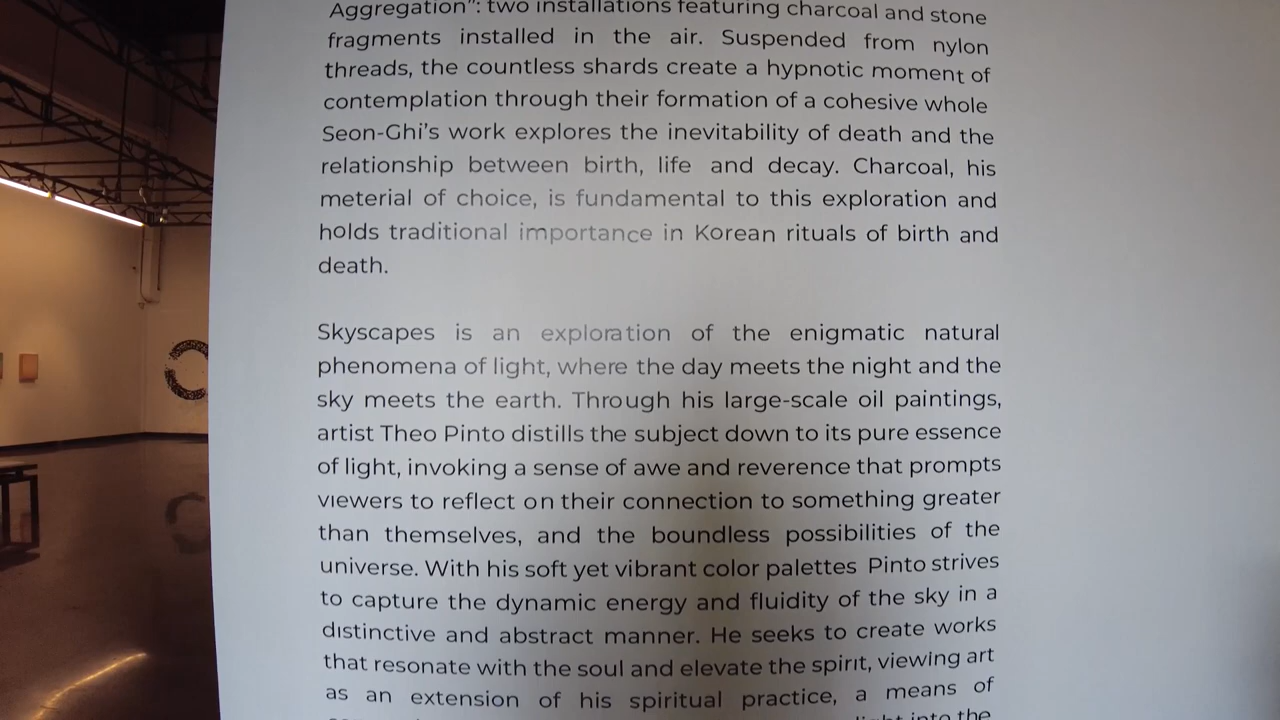 Aggregation”: two installations featuring charcoal and stone
fragments installed in the air. Suspended from nylon
threads, the countless shards create a hypnotic moment of
contemplation through their formation of a cohesive whole
Seon-Ghi’s work explores the inevitability of death and the
relationship between birth, life and decay. Charcoal, his
meterial of choice, is fundamental to this exploration and
holds traditional importance in Korean rituals of birth and
death.
Skyscapes is an exploration of the enigmatic natural
phenomena of light, where the day meets the night and the
sky meets the earth. Through his large-scale oil paintings,
artist Theo Pinto distills the subject down to its pure essence
of light, invoking a sense of awe and reverence that prompts
viewers to reflect on their connection to something greater
than themselves, and the boundless possibilities of the
universe. With his soft yet vibrant color palettes Pinto strives
to capture the dynamic energy and fluidity of the sky in a
distinctive and abstract manner. He seeks to create works
that resonate with the soul and elevate the spirit, viewing art
as an extension of his spiritual practice, a means of
light into the